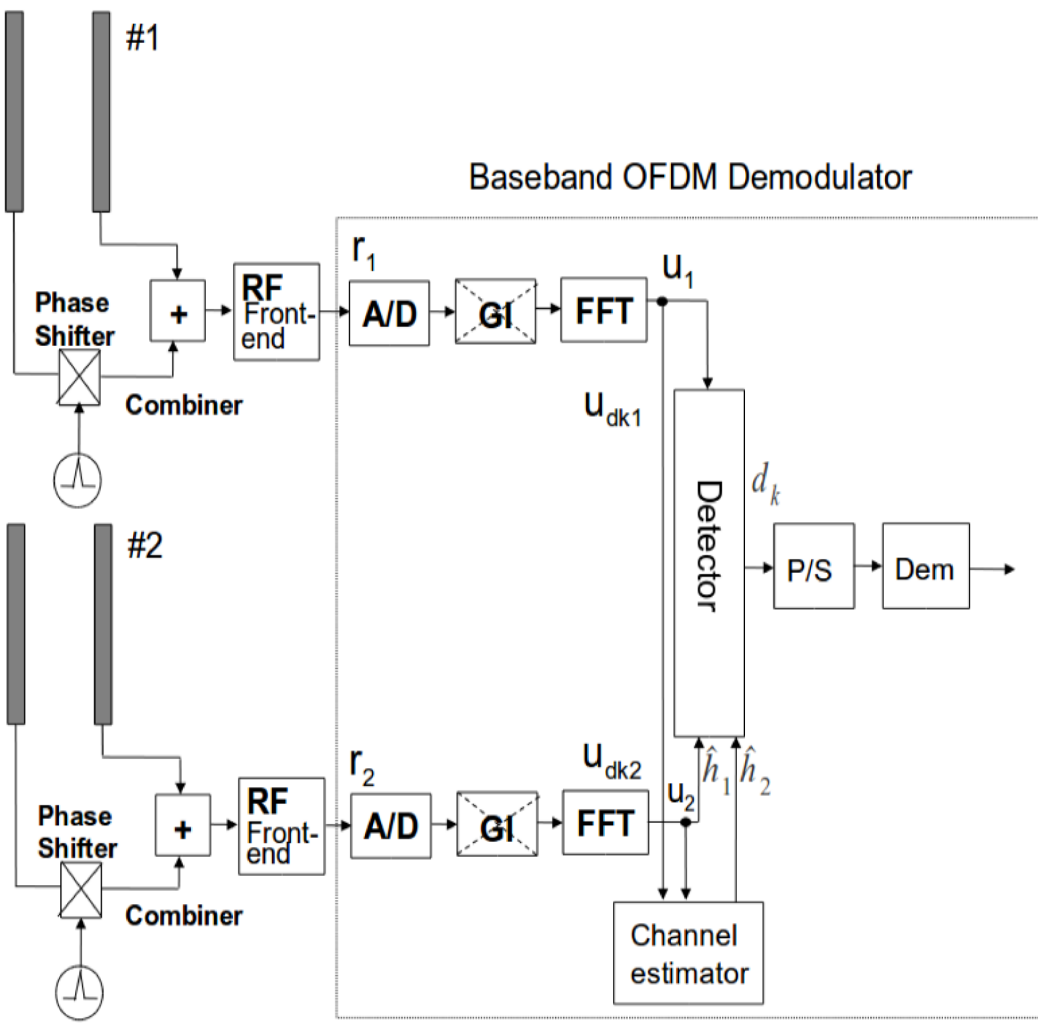 #1
Baseband OFDM Demodulator
r1
u1
RF
Front-
end
Phase
Shifter
+
A/D
GI
FFT
Combiner
udk1
Detector
dk
P/S
Dem
#2
r2
udk2
u2
ĥ1
ĥ2
RF
Front-
end
Phase
Shifter
+
A/D
GI
FFT
Combiner
Channel
estimator